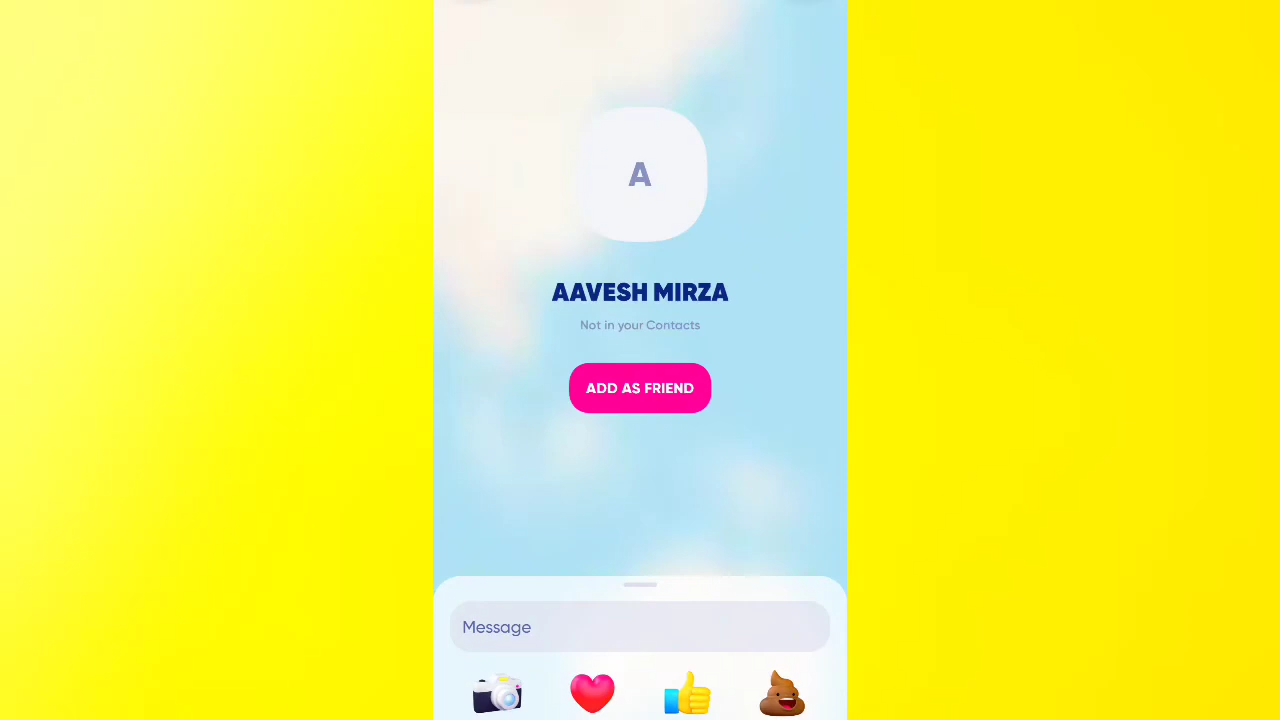 A
AAVESH MIRZA
Not in your Contacts
ADD AS FRIEND
Message